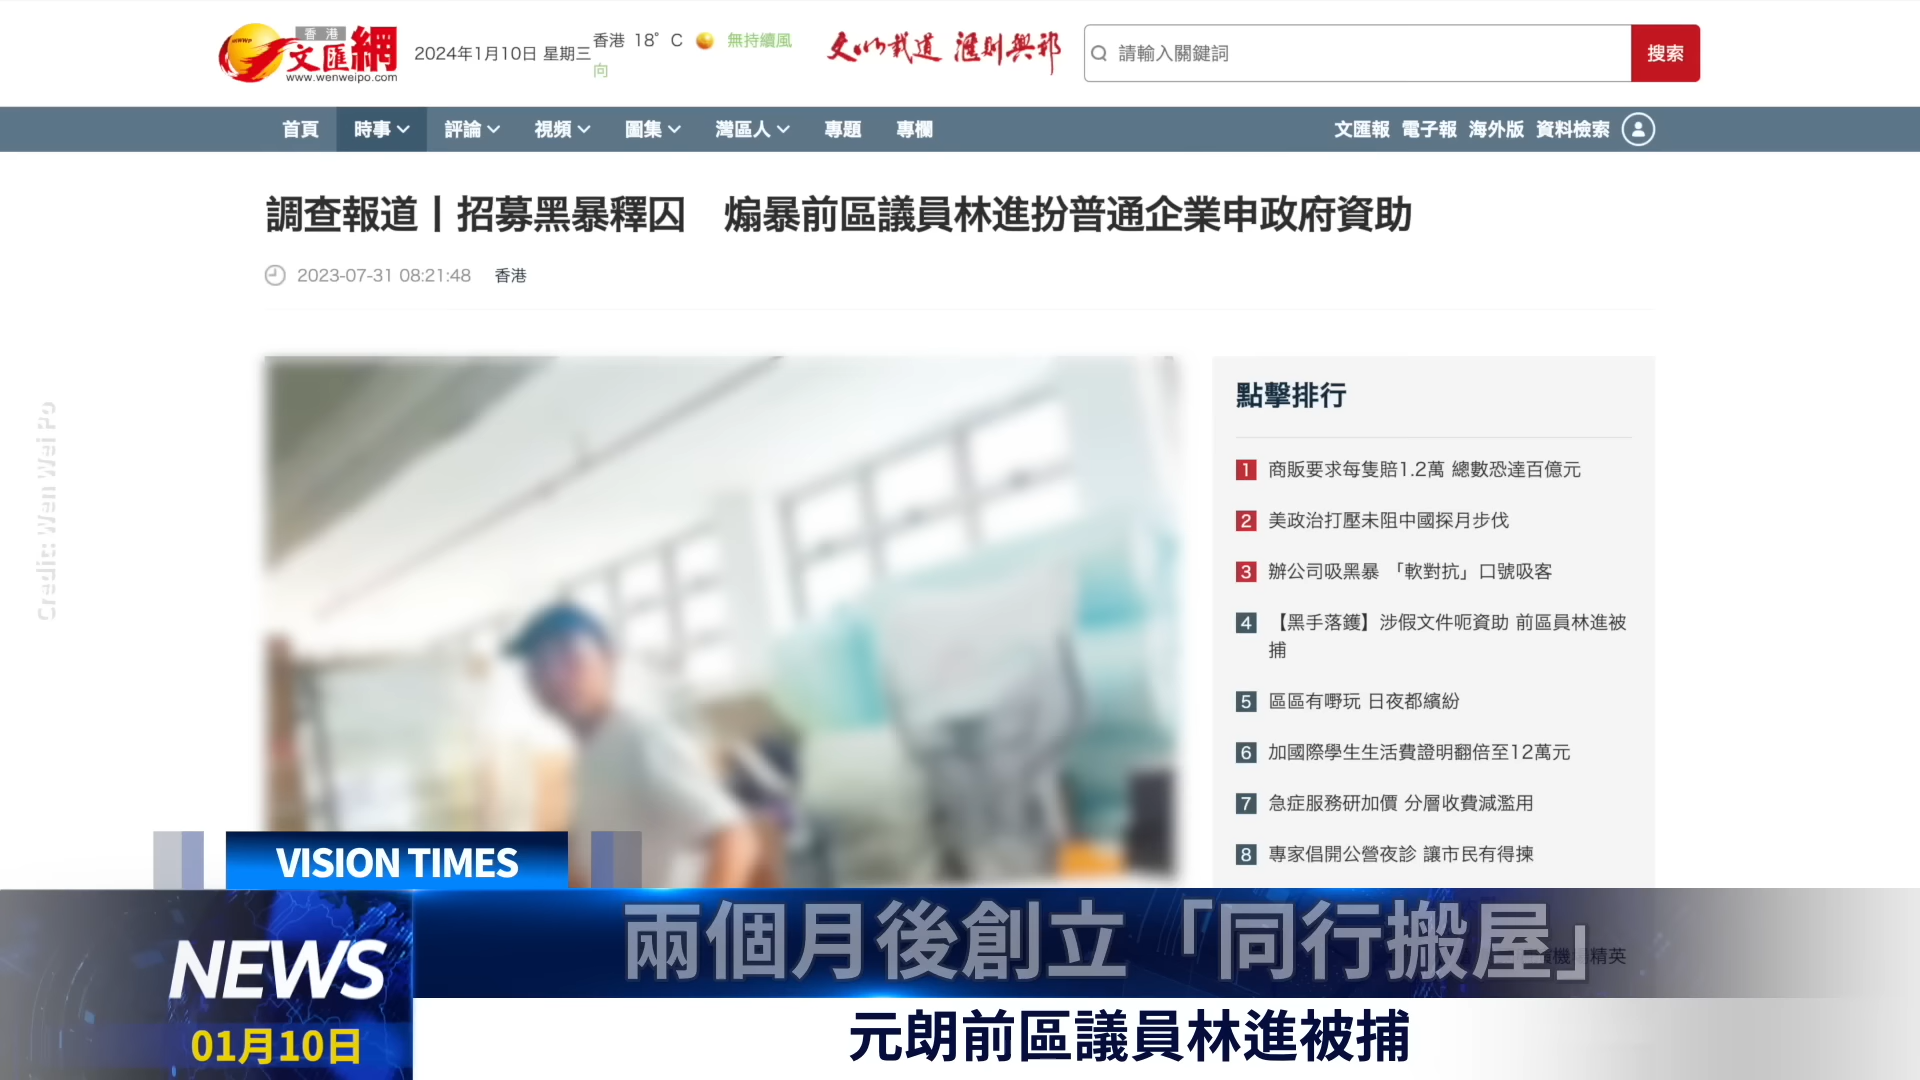 香港
文匯網
www.wenweipo.com
2024年1月10日 星期三
香港 18°C 無持續風向
文以載道 滙則興邦
請輸入關鍵詞
搜索
首頁 時事 評論 視頻 圖集 灣區人 專題 專欄
文匯報 電子報 海外版 資料檢索
調查報道丨招募黑暴釋囚 煽暴前區議員林進扮普通企業申政府資助
2023-07-31 08:21:48 香港
點擊排行
1 商販要求每隻賠1.2萬 總數恐達百億元
2 美政治打壓未阻中國探月步伐
3 辦公司吸黑暴 「軟對抗」口號吸客
4 【黑手落鑊】涉假文件呃資助 前區員林進被
捕
5 區區有嘢玩 日夜都繽紛
6 加國際學生生活費證明翻倍至12萬元
7 急症服務研加價 分層收費減濫用
8 專家倡開公營夜診 讓市民有得揀
精英
Credit: Wen Wei Po
VISION TIMES
NEWS
01月10日
兩個月後創立「同行搬屋」
元朗前區議員林進被捕